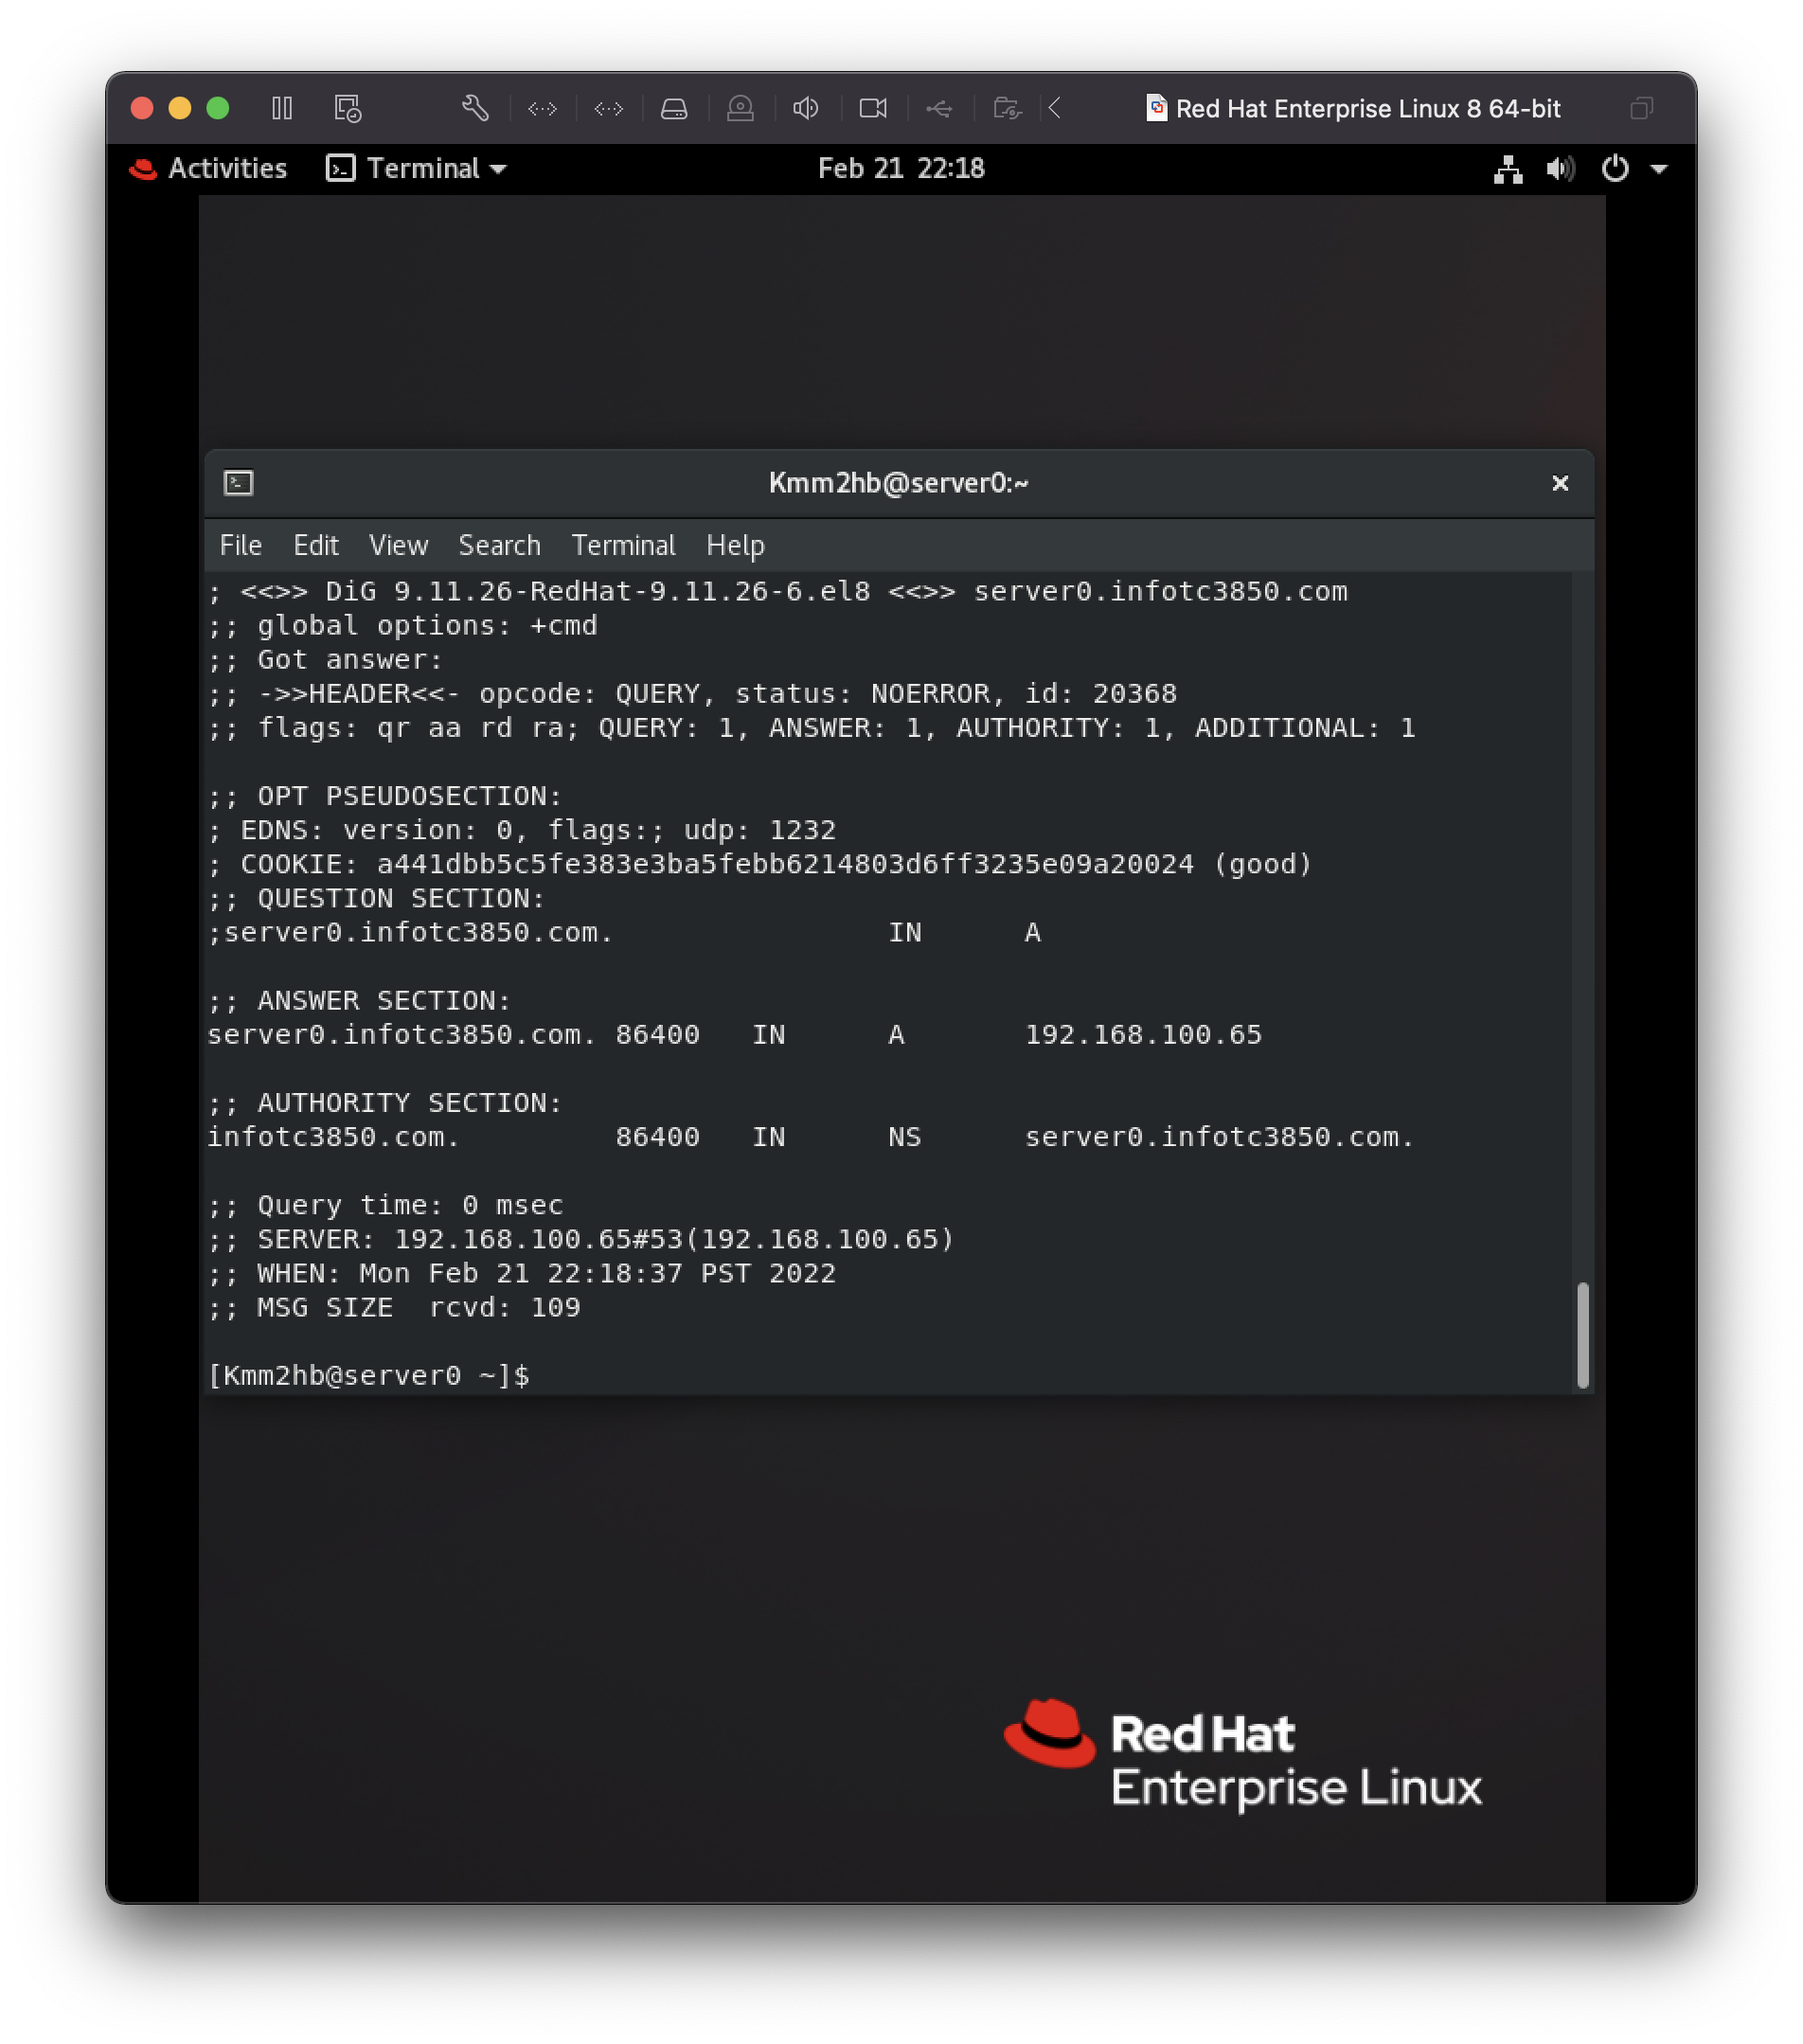 Red Hat Enterprise Linux 8 64-bit
Activities Terminal Feb 21 22:18
Kmm2hb@server0:~
File Edit View Search Terminal Help
; <<>> DiG 9.11.26-RedHat-9.11.26-6.el8 <<>> server0.infotc3850.com
;; global options: +cmd
;; Got answer:
;; ->>HEADER<<- opcode: QUERY, status: NOERROR, id: 20368
;; flags: qr aa rd ra; QUERY: 1, ANSWER: 1, AUTHORITY: 1, ADDITIONAL: 1
;; OPT PSEUDOSECTION:
; EDNS: version: 0, flags:; udp: 1232
; COOKIE: a441dbb5c5fe383e3ba5febb6214803d6ff3235e09a20024 (good)
;; QUESTION SECTION:
;server0.infotc3850.com. IN A
;; ANSWER SECTION:
server0.infotc3850.com. 86400 IN A 192.168.100.65
;; AUTHORITY SECTION:
infotc3850.com. 86400 IN NS server0.infotc3850.com.
;; Query time: 0 msec
;; SERVER: 192.168.100.65#53(192.168.100.65)
;; WHEN: Mon Feb 21 22:18:37 PST 2022
;; MSG SIZE  rcvd: 109
[Kmm2hb@server0 ~]$
Red Hat
Enterprise Linux